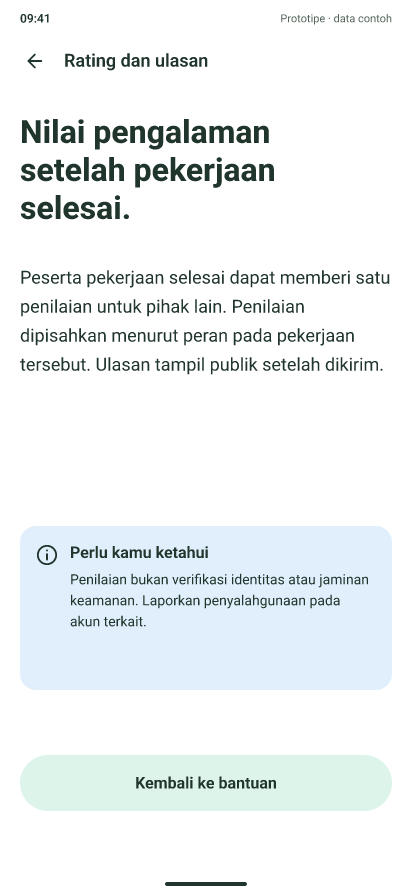 09:41
Prototipe · data contoh
Rating dan ulasan
Nilai pengalaman
setelah pekerjaan
selesai.
Peserta pekerjaan selesai dapat memberi satu
penilaian untuk pihak lain. Penilaian
dipisahkan menurut peran pada pekerjaan
tersebut. Ulasan tampil publik setelah dikirim.
Perlu kamu ketahui
Penilaian bukan verifikasi identitas atau jaminan
keamanan. Laporkan penyalahgunaan pada
akun terkait.
Kembali ke bantuan